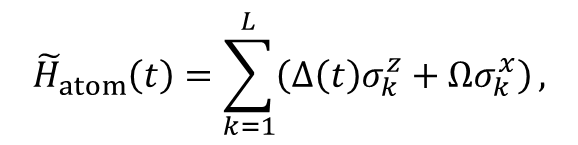 H̃_atom(t) = ∑_{k=1}^{L} (Δ(t)σ_k^z + Ωσ_k^x) ,